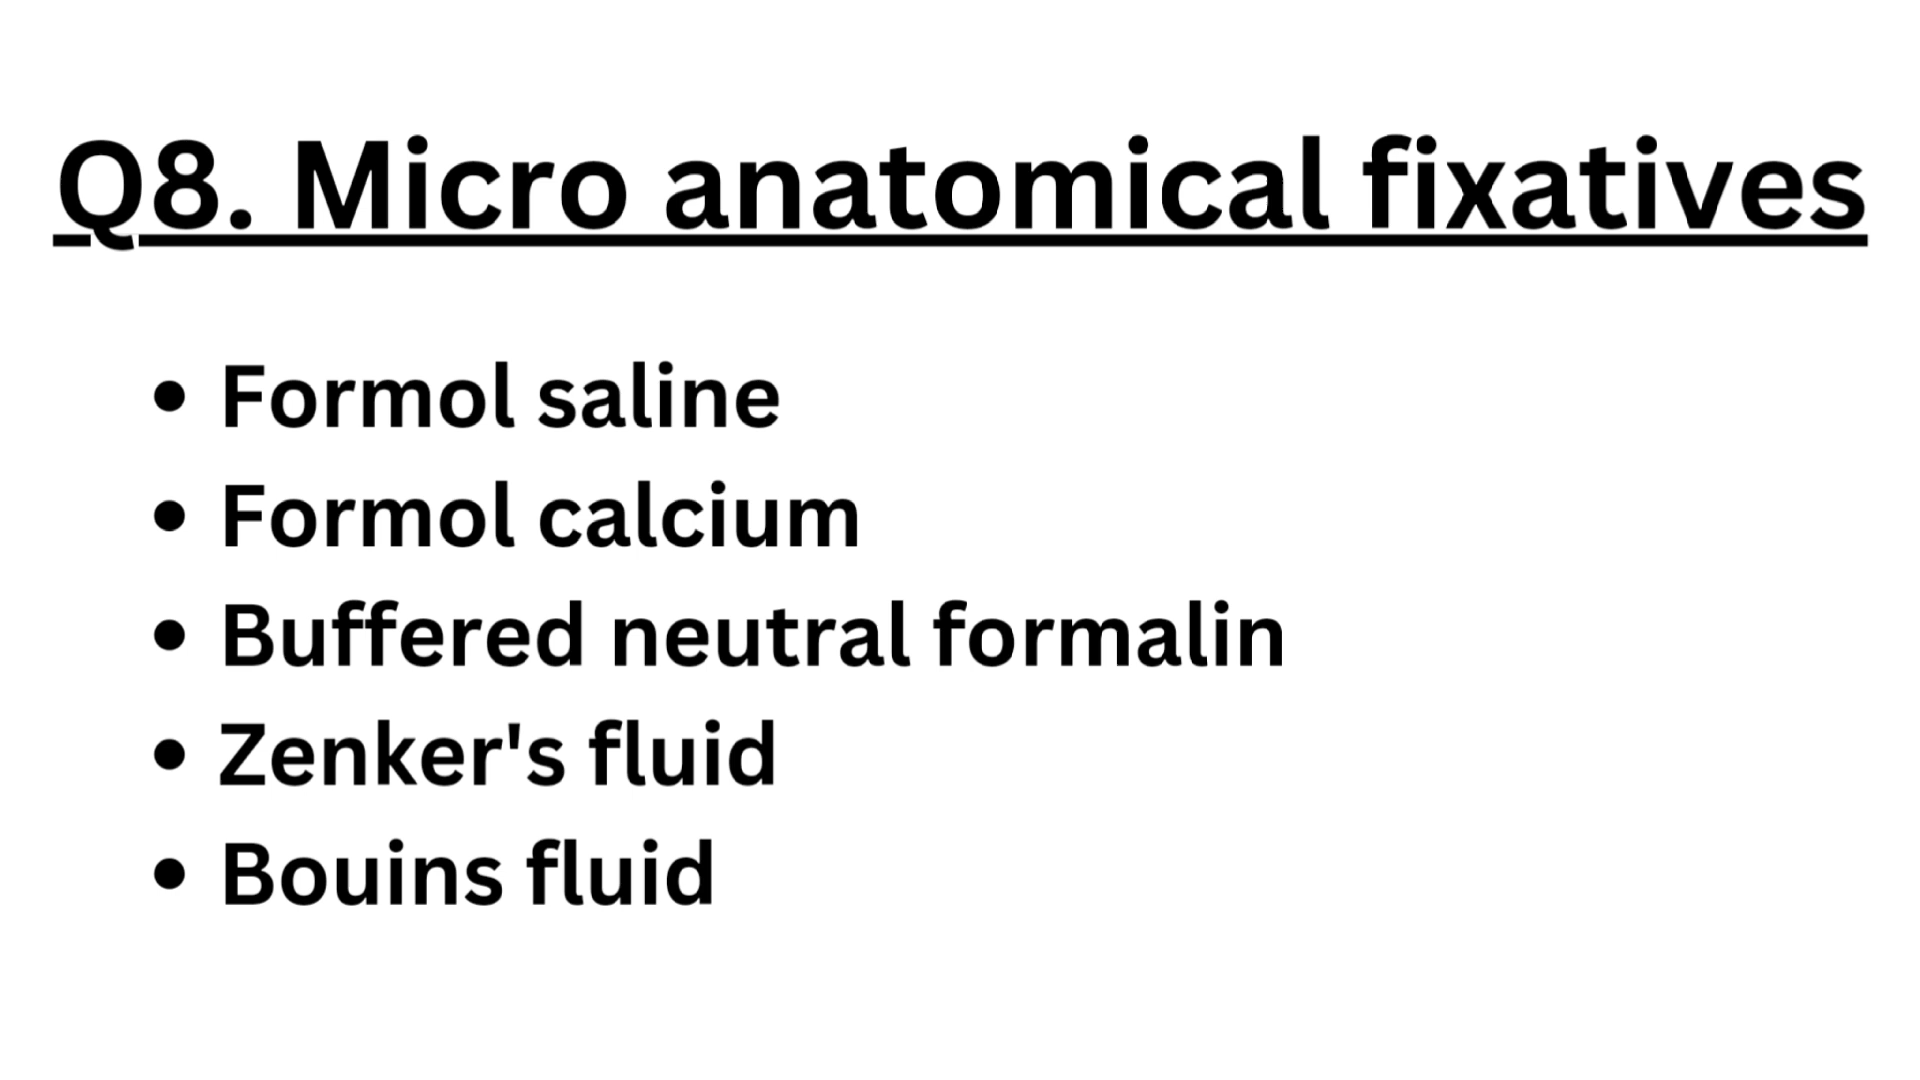 Q8. Micro anatomical fixatives
• Formol saline
• Formol calcium
• Buffered neutral formalin
• Zenker's fluid
• Bouins fluid